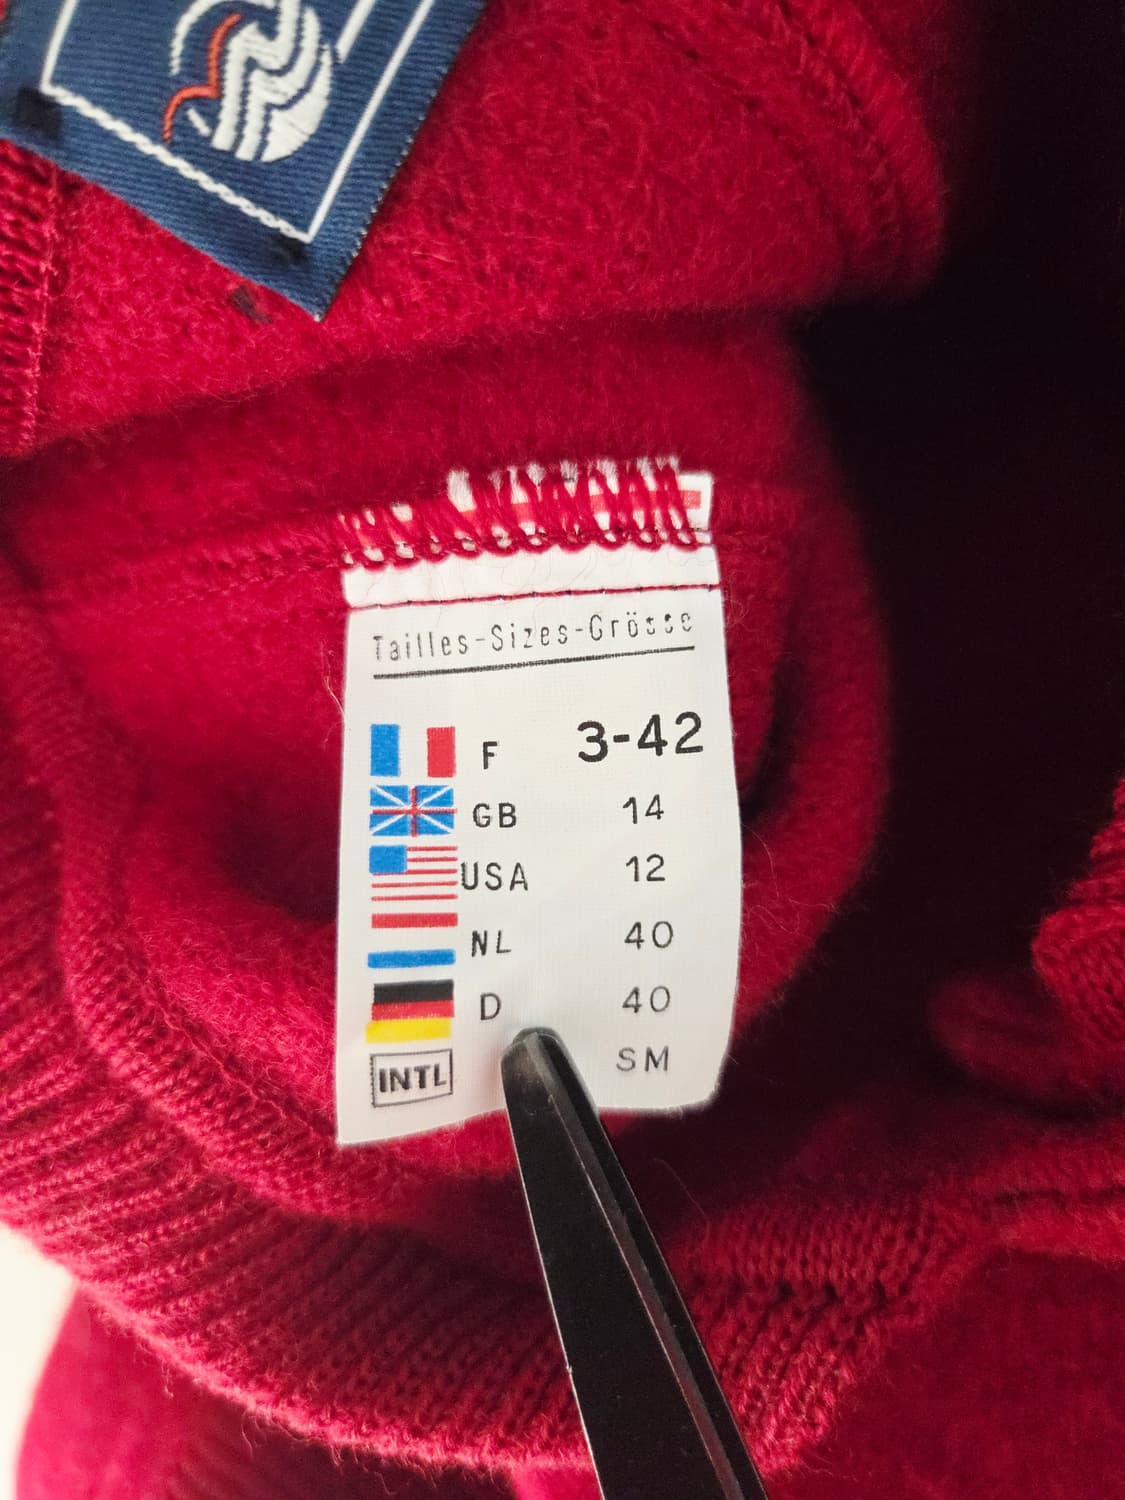 Tailles-Sizes-Grösse
F 3-42
GB 14
USA 12
NL 40
D 40
INTL SM